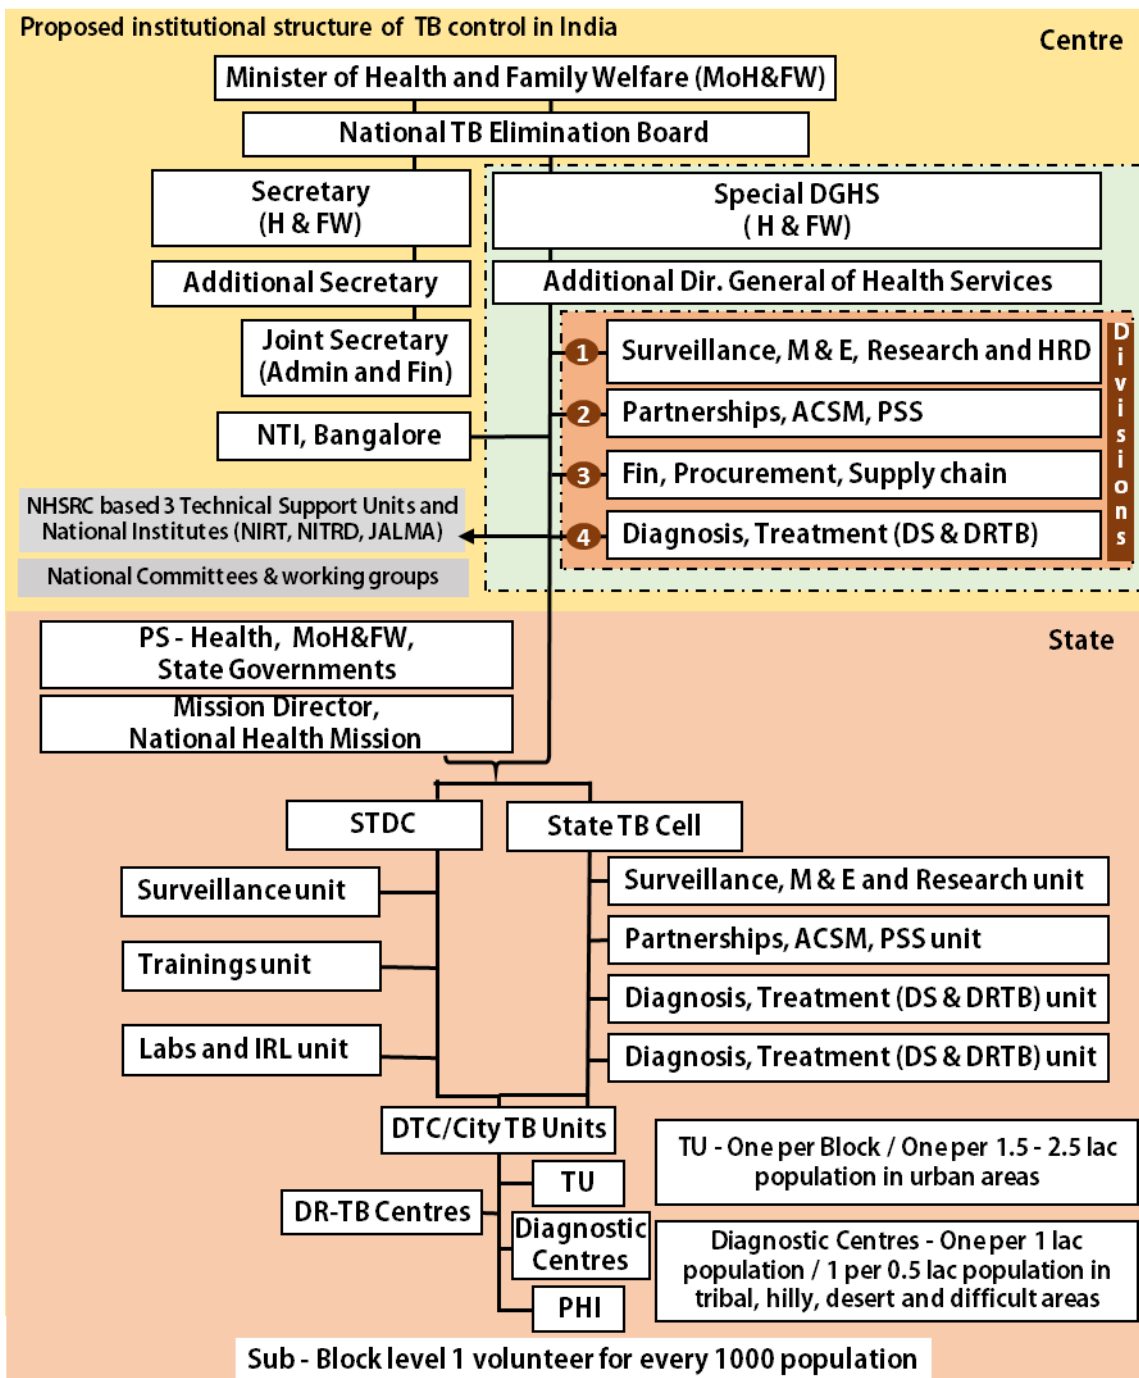 Proposed institutional structure of TB control in India
Centre
Minister of Health and Family Welfare (MoH&FW)
National TB Elimination Board
Secretary
(H & FW)
Special DGHS
( H & FW)
Additional Secretary
Additional Dir. General of Health Services
Joint Secretary
(Admin and Fin)
1
Surveillance, M & E, Research and HRD
2
Partnerships, ACSM, PSS
NTI, Bangalore
3
Fin, Procurement, Supply chain
4
Diagnosis, Treatment (DS & DRTB)
Divisions
NHSRC based 3 Technical Support Units and
National Institutes (NIRT, NITRD, JALMA)
National Committees & working groups
State
PS - Health, MoH&FW,
State Governments
Mission Director,
National Health Mission
STDC
State TB Cell
Surveillance unit
Trainings unit
Labs and IRL unit
Surveillance, M & E and Research unit
Partnerships, ACSM, PSS unit
Diagnosis, Treatment (DS & DRTB) unit
Diagnosis, Treatment (DS & DRTB) unit
DTC/City TB Units
TU
DR-TB Centres
Diagnostic
Centres
PHI
TU - One per Block / One per 1.5 - 2.5 lac
population in urban areas
Diagnostic Centres - One per 1 lac
population / 1 per 0.5 lac population in
tribal, hilly, desert and difficult areas
Sub - Block level 1 volunteer for every 1000 population